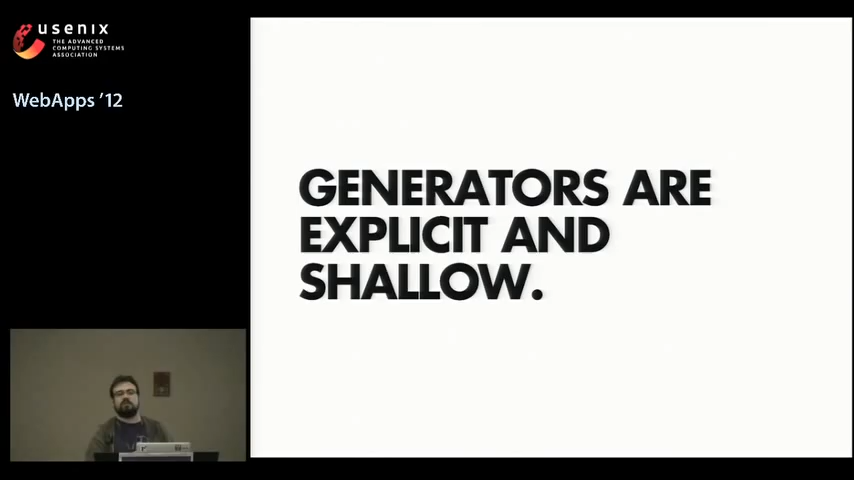 usenix
THE ADVANCED
COMPUTING SYSTEMS
ASSOCIATION
WebApps '12
GENERATORS ARE
EXPLICIT AND
SHALLOW.